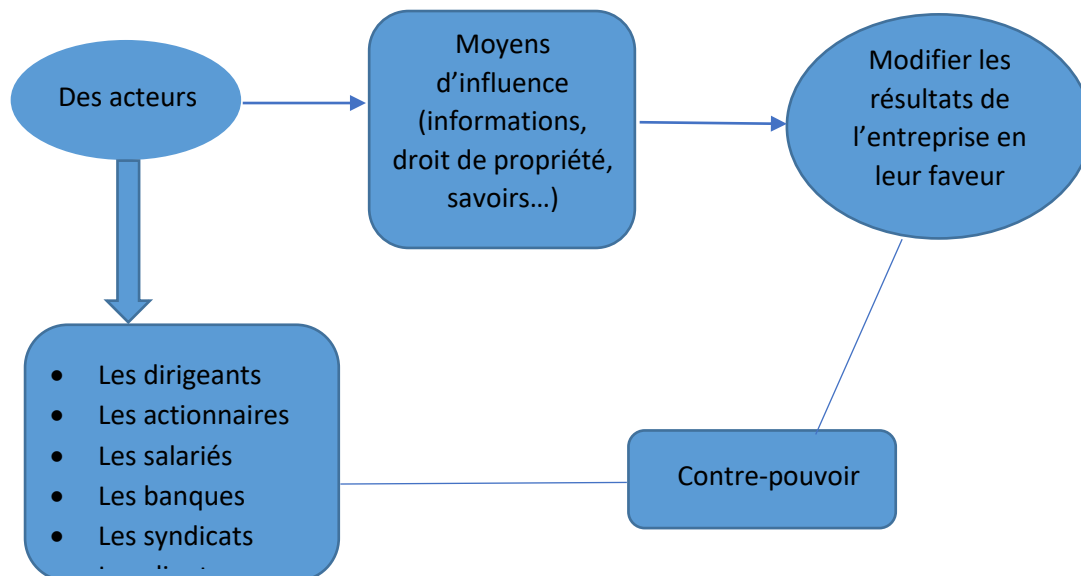 Des acteurs
Moyens
d’influence
(informations,
droit de propriété,
savoirs…)
Modifier les
résultats de
l’entreprise en
leur faveur
• Les dirigeants
• Les actionnaires
• Les salariés
• Les banques
• Les syndicats
Contre-pouvoir